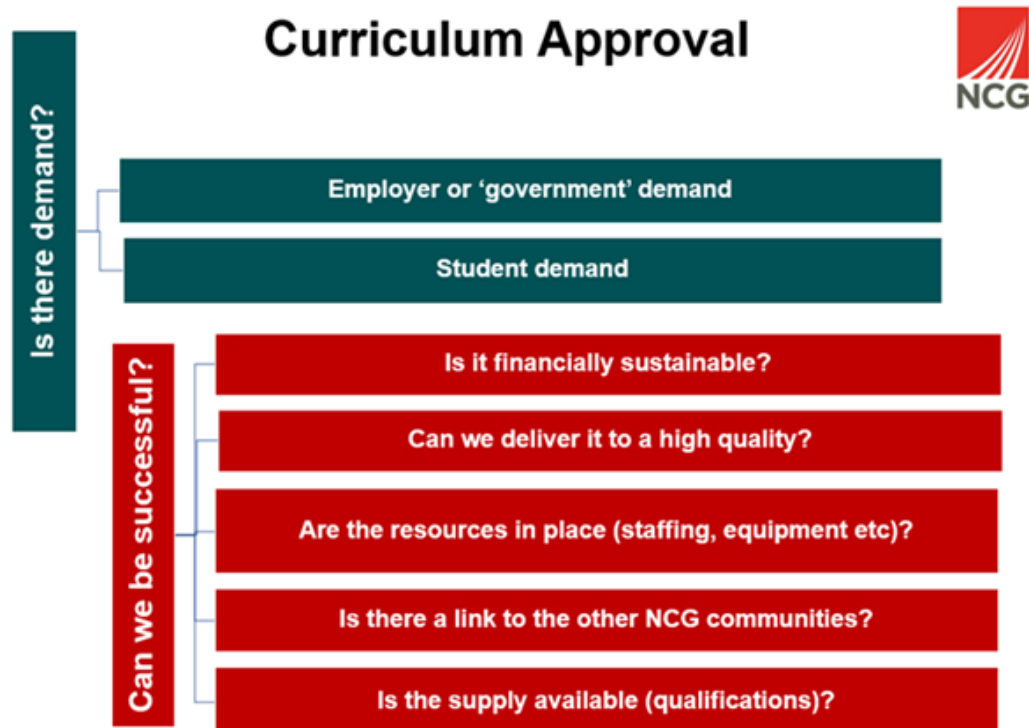 Curriculum Approval
NCG
Is there demand?
Employer or ‘government’ demand
Student demand
Can we be successful?
Is it financially sustainable?
Can we deliver it to a high quality?
Are the resources in place (staffing, equipment etc)?
Is there a link to the other NCG communities?
Is the supply available (qualifications)?